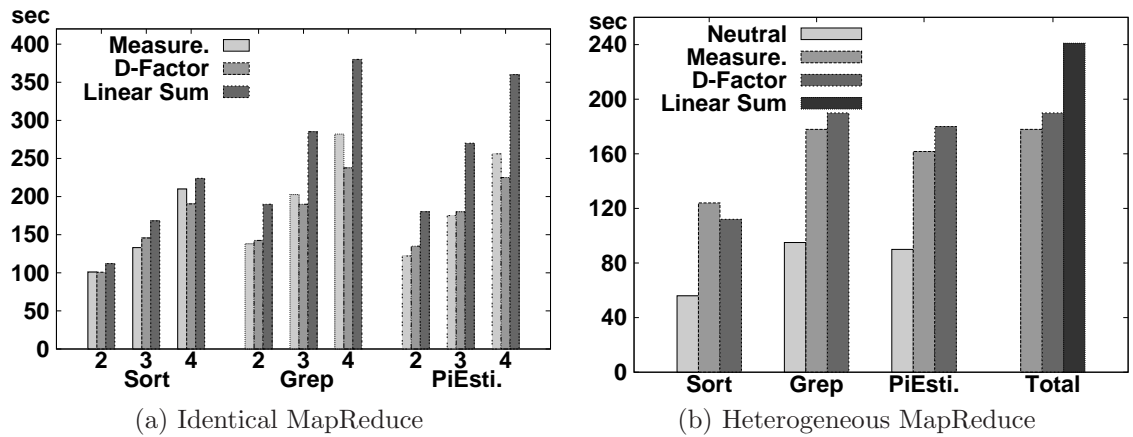 sec
400
350
300
250
200
150
100
50
0
Measure.
D-Factor
Linear Sum
2 3 4 2 3 4 2 3 4
Sort Grep PiEsti.
(a) Identical MapReduce
sec
240
200
160
120
80
40
0
Neutral
Measure.
D-Factor
Linear Sum
Sort Grep PiEsti. Total
(b) Heterogeneous MapReduce